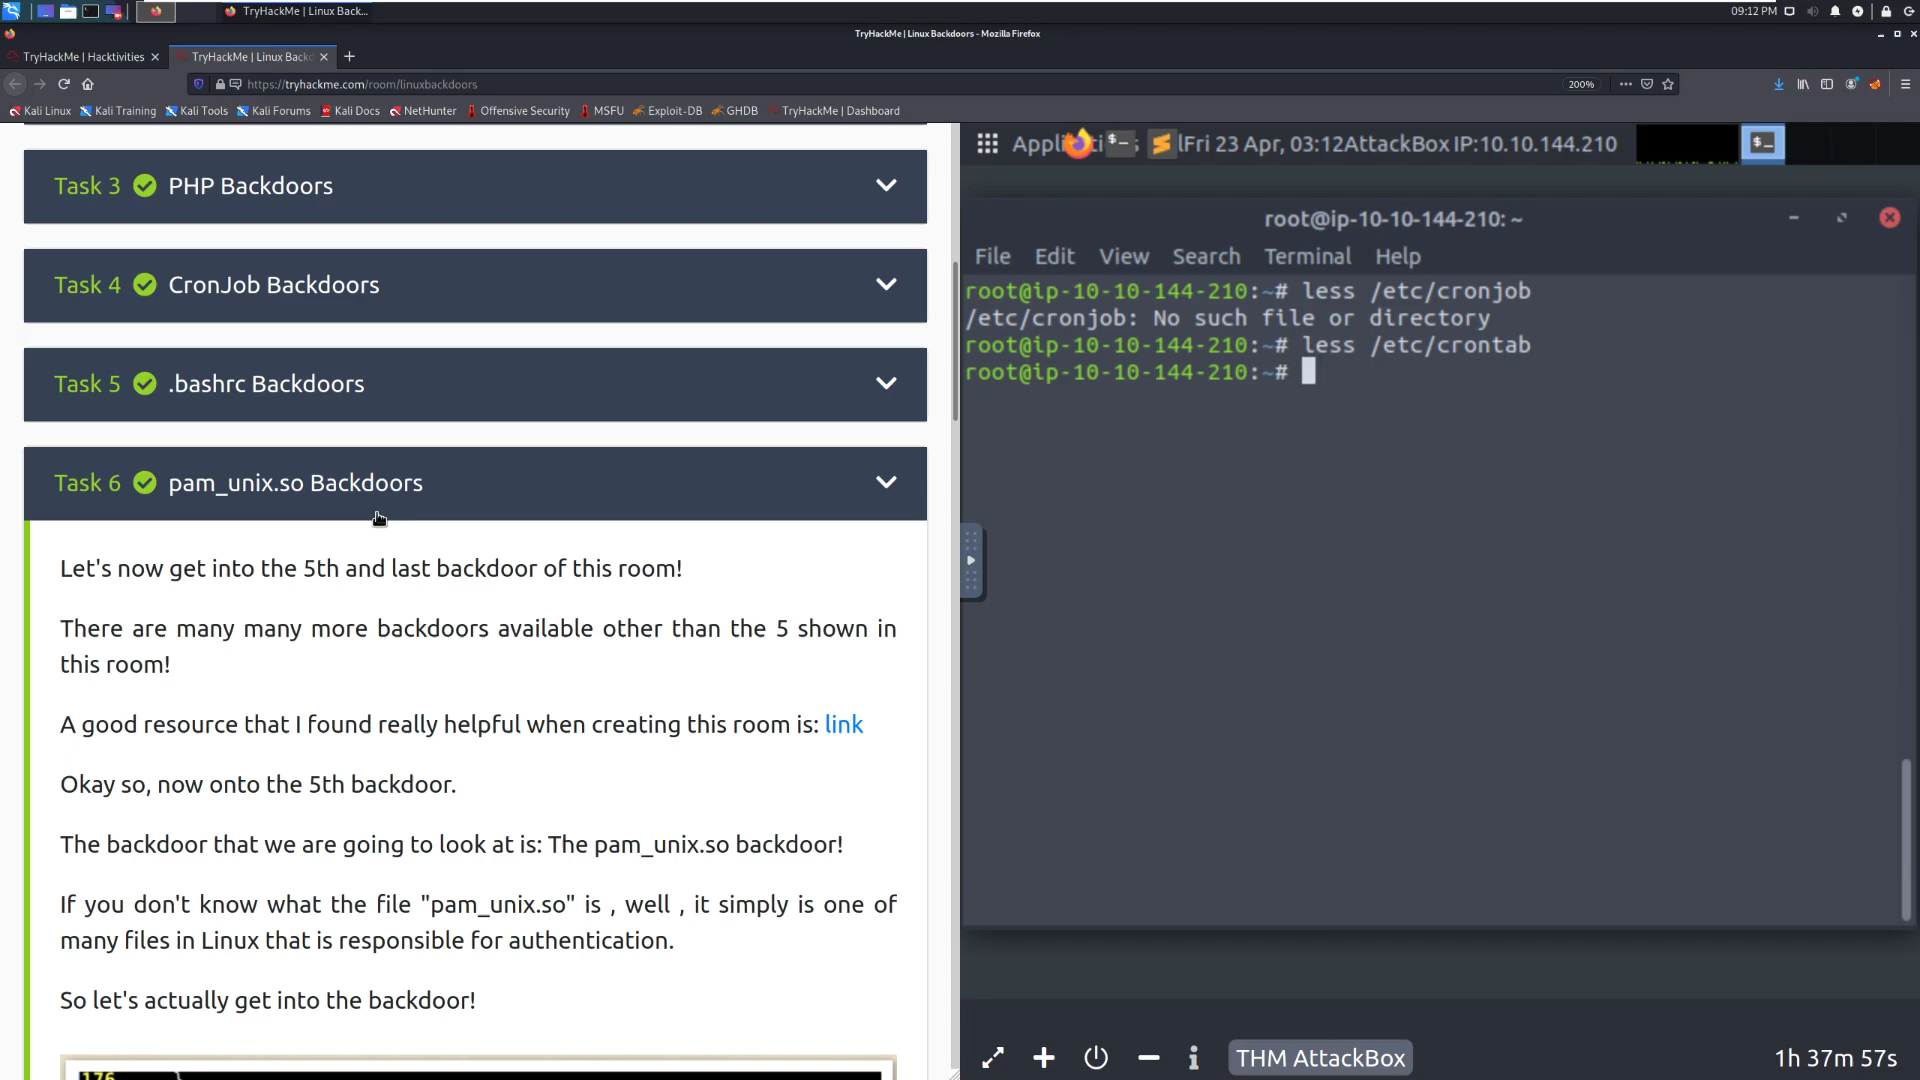 TryHackMe | Linux Back...
09:12 PM
TryHackMe | Linux Backdoors - Mozilla Firefox
TryHackMe | Hacktivities
TryHackMe | Linux Backd
https://tryhackme.com/room/linuxbackdoors
200%
Kali Linux
Kali Training
Kali Tools
Kali Forums
Kali Docs
NetHunter
Offensive Security
MSFU
Exploit-DB
GHDB
TryHackMe | Dashboard
Task 3 PHP Backdoors
Task 4 CronJob Backdoors
Task 5 .bashrc Backdoors
Task 6 pam_unix.so Backdoors
Let's now get into the 5th and last backdoor of this room!
There are many many more backdoors available other than the 5 shown in
this room!
A good resource that I found really helpful when creating this room is: link
Okay so, now onto the 5th backdoor.
The backdoor that we are going to look at is: The pam_unix.so backdoor!
If you don't know what the file "pam_unix.so" is , well , it simply is one of
many files in Linux that is responsible for authentication.
So let's actually get into the backdoor!
176
Fri 23 Apr, 03:12 AttackBox IP:10.10.144.210
root@ip-10-10-144-210: ~
File Edit View Search Terminal Help
root@ip-10-10-144-210:~# less /etc/cronjob
/etc/cronjob: No such file or directory
root@ip-10-10-144-210:~# less /etc/crontab
root@ip-10-10-144-210:~#
THM AttackBox
1h 37m 57s